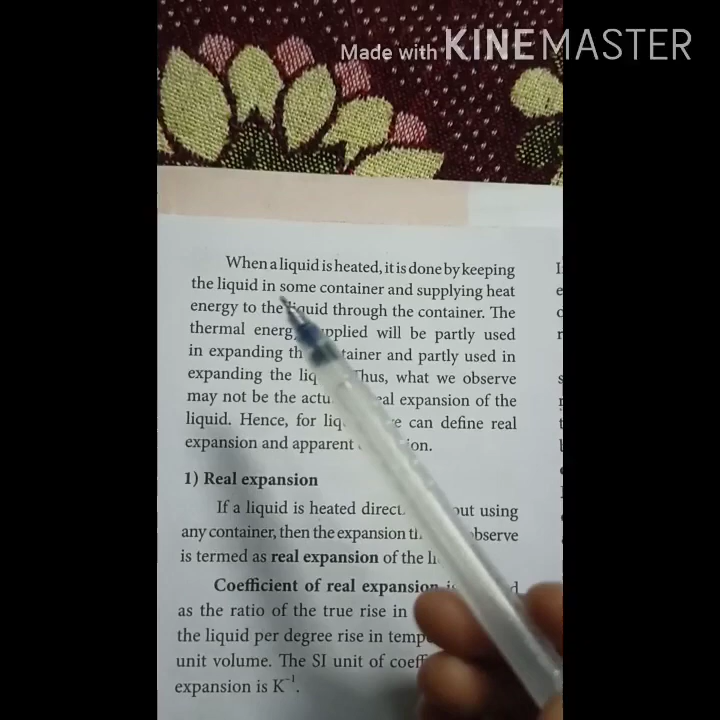 Made with KINEMASTER
When a liquid is heated, it is done by keeping
the liquid in some container and supplying heat
energy to the liquid through the container. The
thermal energy supplied will be partly used
in expanding the container and partly used in
expanding the liquid. Thus, what we observe
may not be the actual real expansion of the
liquid. Hence, for liquids we can define real
expansion and apparent expansion.
1) Real expansion
If a liquid is heated directly without using
any container, then the expansion that observe
is termed as real expansion of the liquid
Coefficient of real expansion is
as the ratio of the true rise in
the liquid per degree rise in temp
unit volume. The SI unit of coeff
expansion is K⁻¹.